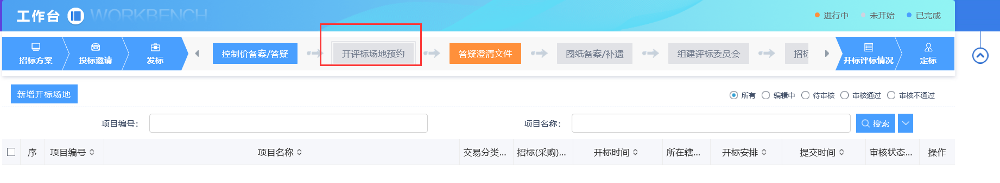 工作台 WORKBENCH
进行中 未开始 已完成
招标方案 投标邀请 发标 控制价备案/答疑 开评标场地预约 答疑澄清文件 图纸备案/补遗 组建评标委员会 招标 开标评标情况 定标
新增开标场地 所有 编辑中 待审核 审核通过 审核不通过
项目编号： 项目名称： 搜索
序 项目编号 项目名称 交易分类... 招标(采购)... 开标时间 所在辖... 开标安排 提交时间 审核状态... 操作